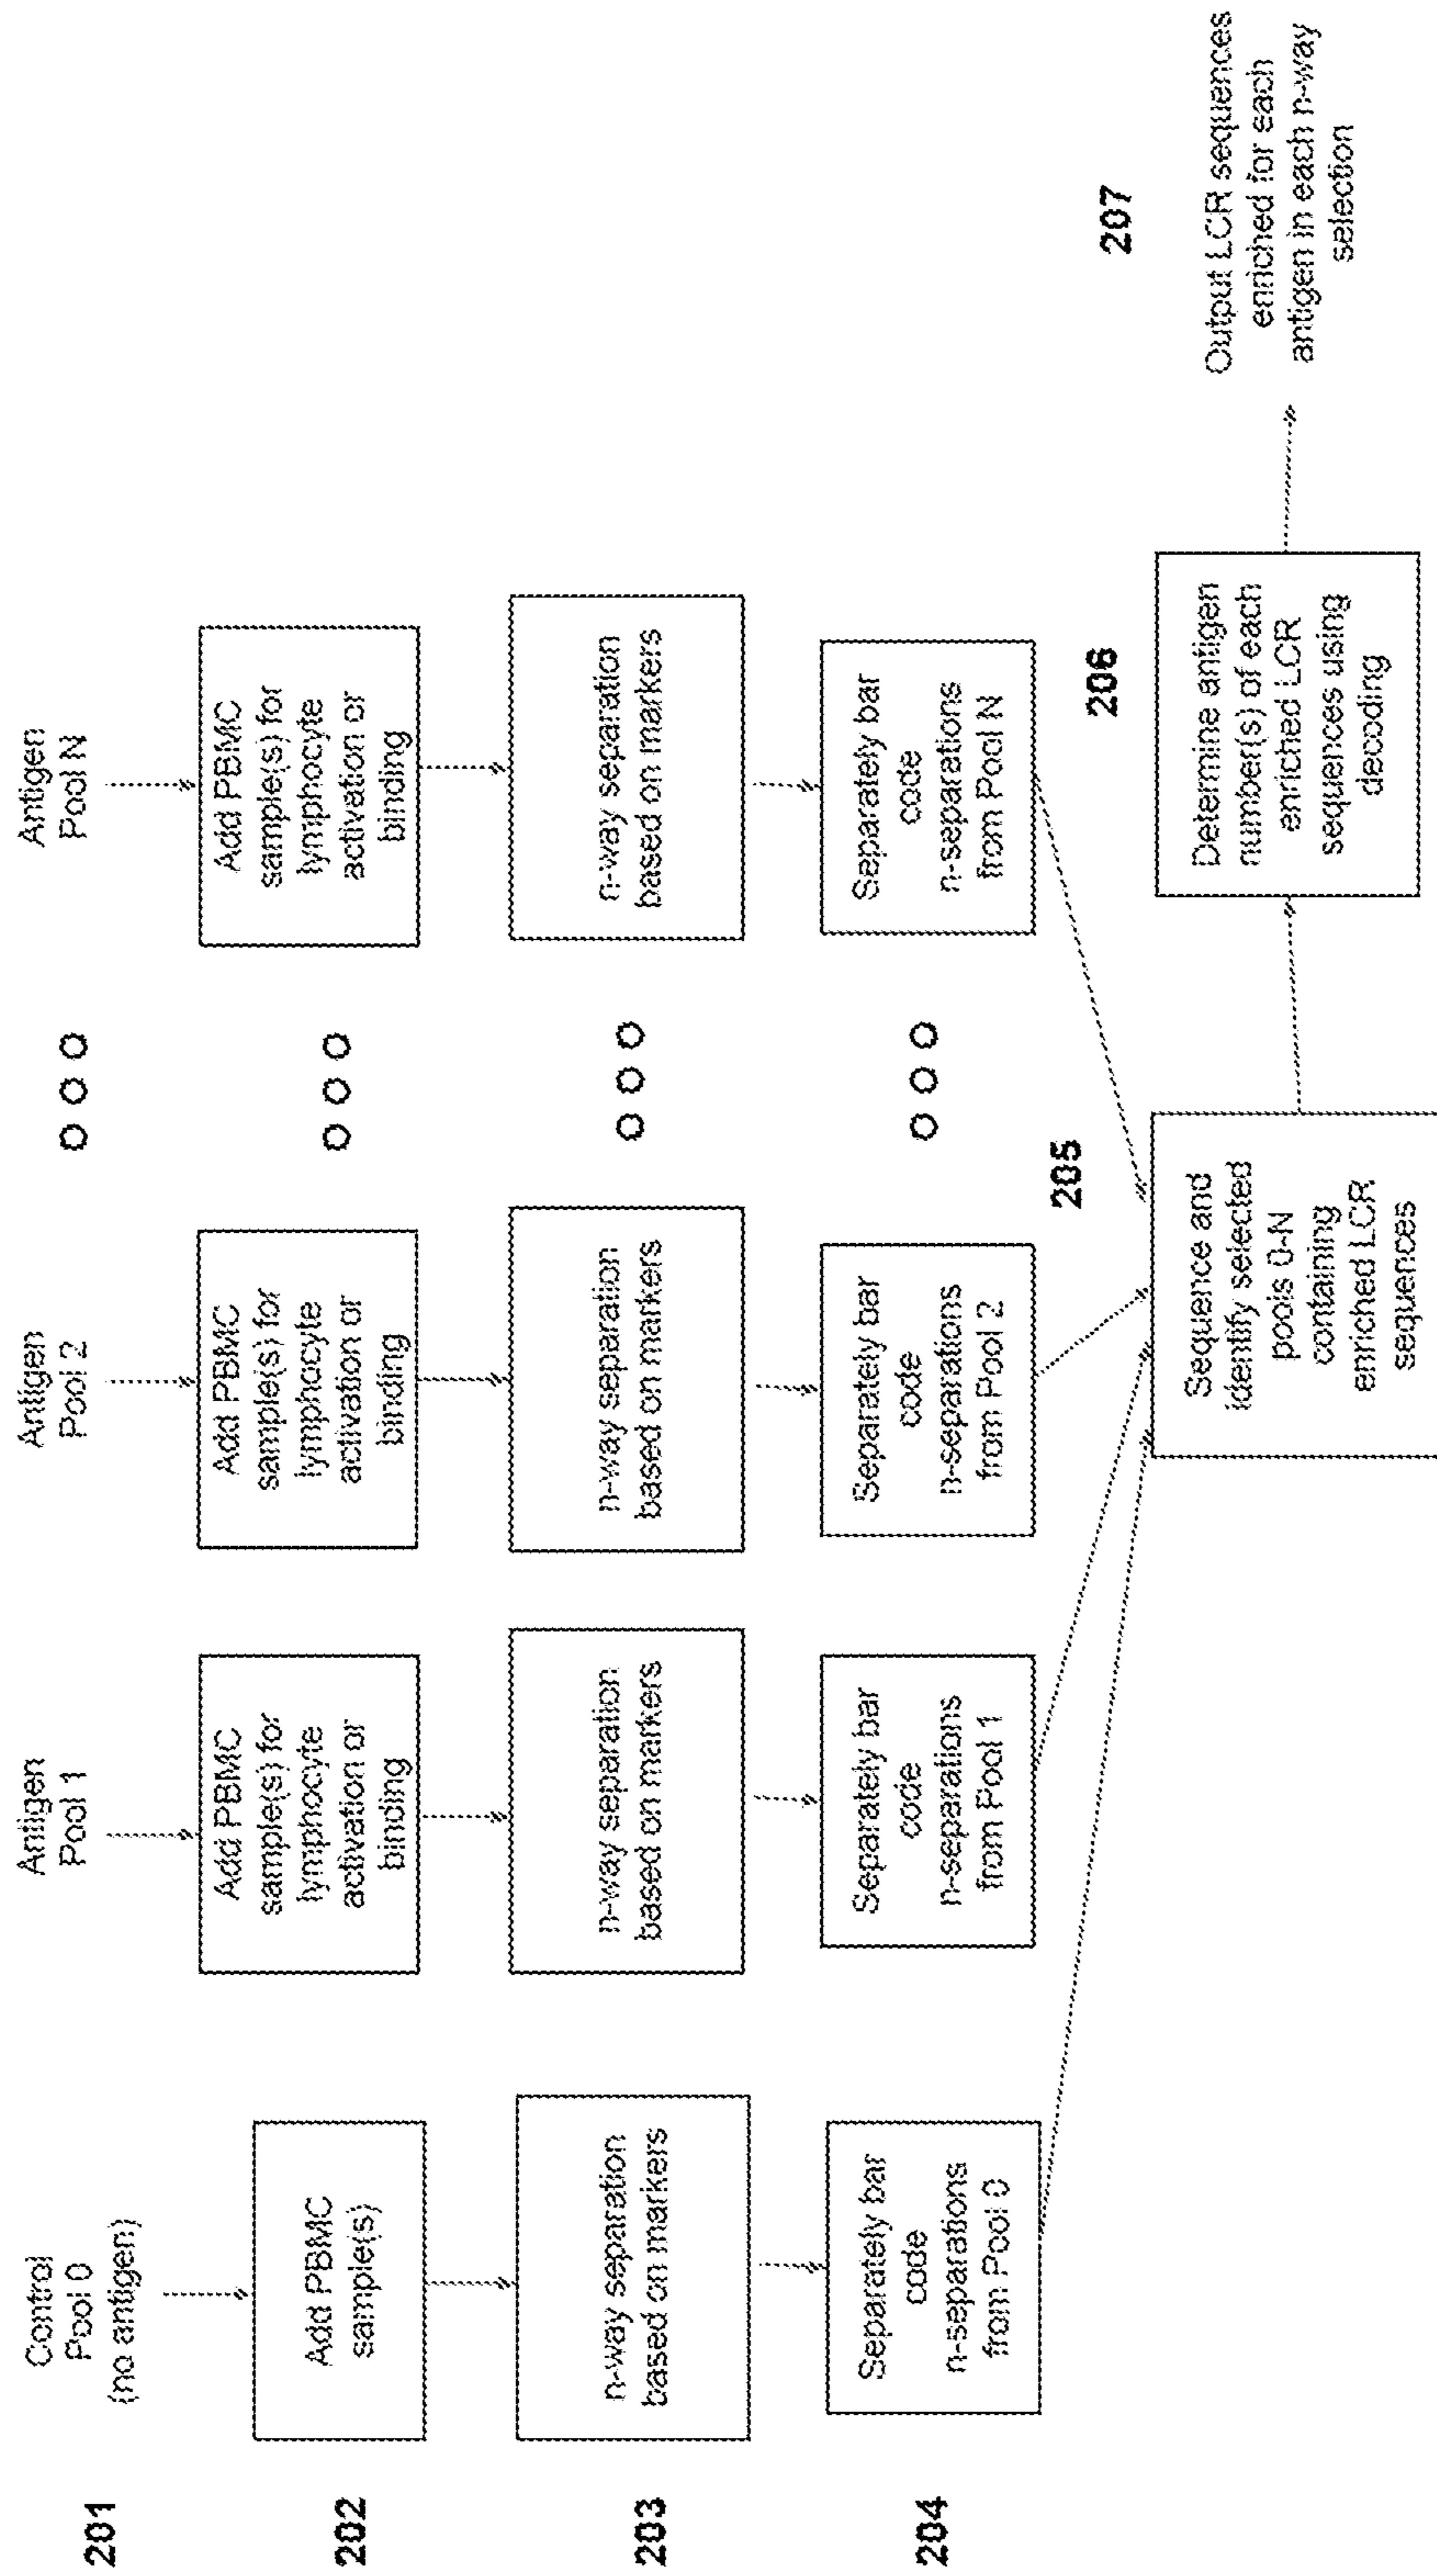 201
Control
Pool 0
(no antigen)
Antigen
Pool 1
Antigen
Pool 2
O O O
Antigen
Pool N
202
Add PBMC
sample(s)
Add PBMC
sample(s) for
lymphocyte
activation or
binding
Add PBMC
sample(s) for
lymphocyte
activation or
binding
O O O
Add PBMC
sample(s) for
lymphocyte
activation or
binding
203
n-way separation
based on markers
n-way separation
based on markers
n-way separation
based on markers
O O O
n-way separation
based on markers
204
Separately bar
code
n-separations
from Pool 0
Separately bar
code
n-separations
from Pool 1
Separately bar
code
n-separations
from Pool 2
O O O
Separately bar
code
n-separations
from Pool N
205
Sequence and
identify selected
pools 0-N
containing
enriched LCR
sequences
206
Determine antigen
number(s) of each
enriched LCR
sequences using
decoding
207
Output LCR sequences
enriched for each
antigen in each n-way
selection